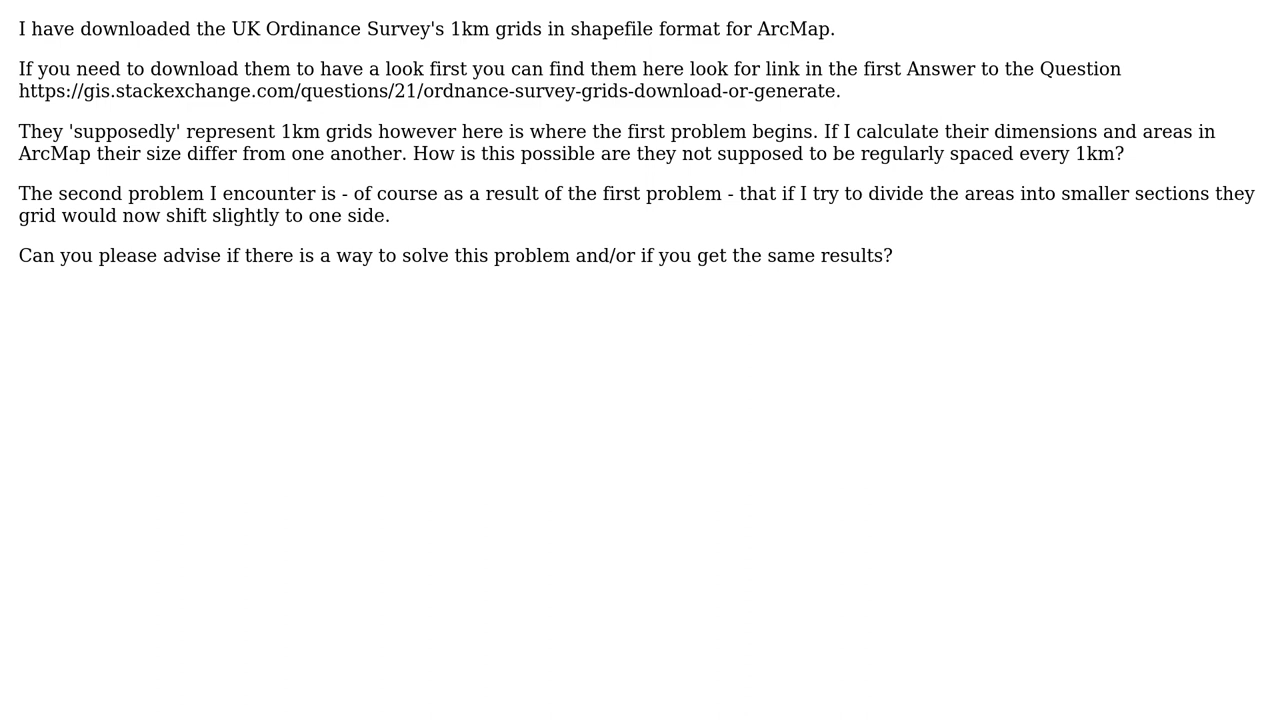 I have downloaded the UK Ordinance Survey's 1km grids in shapefile format for ArcMap.
If you need to download them to have a look first you can find them here look for link in the first Answer to the Question
https://gis.stackexchange.com/questions/21/ordnance-survey-grids-download-or-generate.
They 'supposedly' represent 1km grids however here is where the first problem begins. If I calculate their dimensions and areas in
ArcMap their size differ from one another. How is this possible are they not supposed to be regularly spaced every 1km?
The second problem I encounter is - of course as a result of the first problem - that if I try to divide the areas into smaller sections they
grid would now shift slightly to one side.
Can you please advise if there is a way to solve this problem and/or if you get the same results?